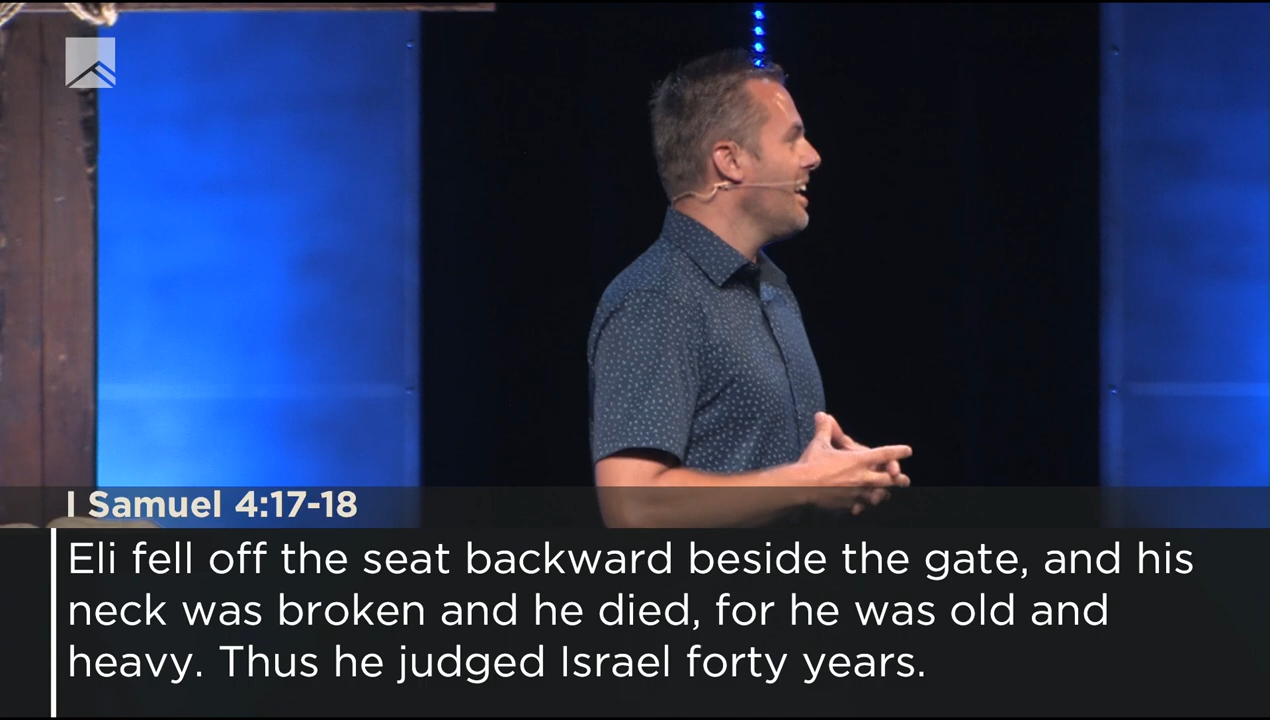 I Samuel 4:17-18
Eli fell off the seat backward beside the gate, and his
neck was broken and he died, for he was old and
heavy. Thus he judged Israel forty years.